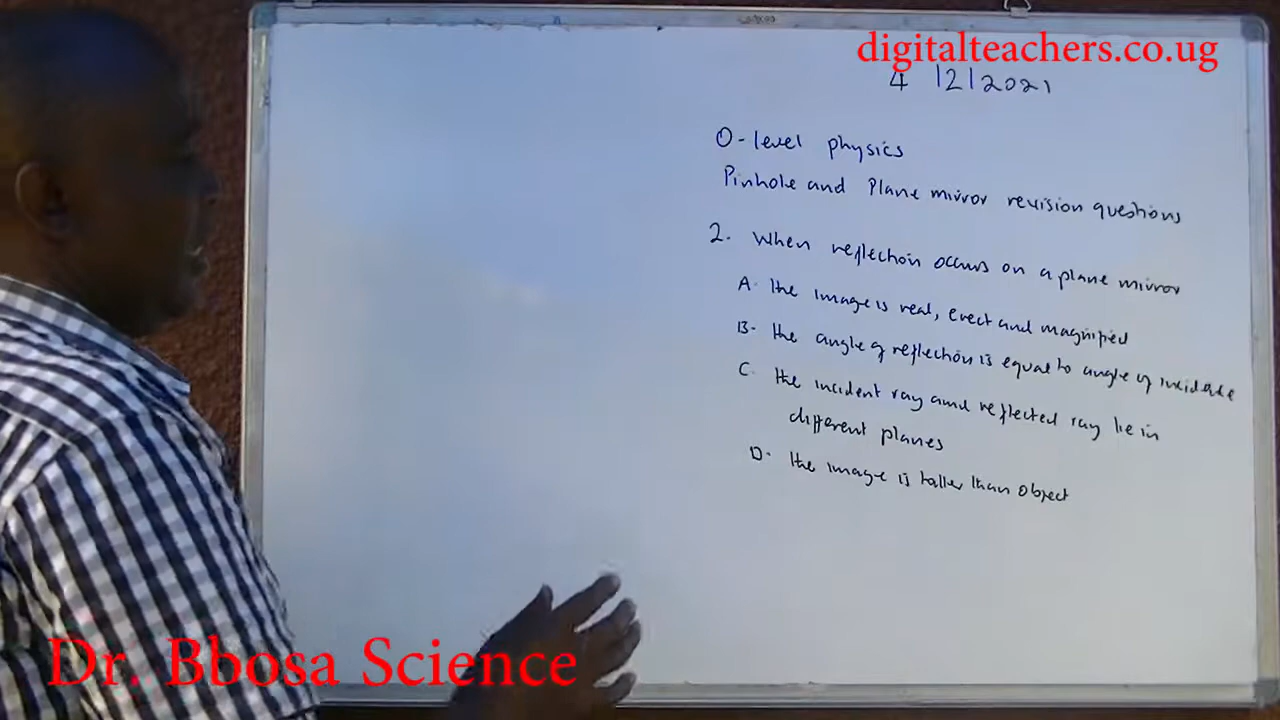 digitalteachers.co.ug
4 12 2021
O-level physics
Pinhole and Plane mirror revision questions
2. When reflection occurs on a plane mirror
A. the image is real, erect and magnified
B. the angle of reflection is equal to angle of incidence
C. the incident ray and reflected ray lie in
different planes
D. the image is taller than object
Dr. Bbosa Science